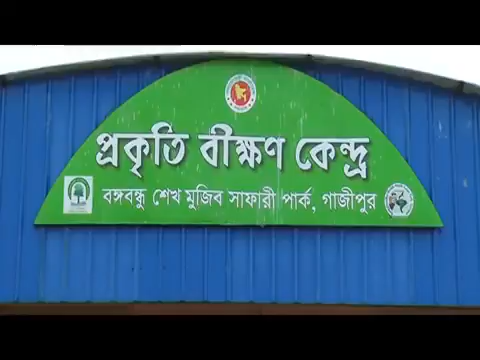 প্রকৃতি বীক্ষণ কেন্দ্র
বঙ্গবন্ধু শেখ মুজিব সাফারী পার্ক, গাজীপুর